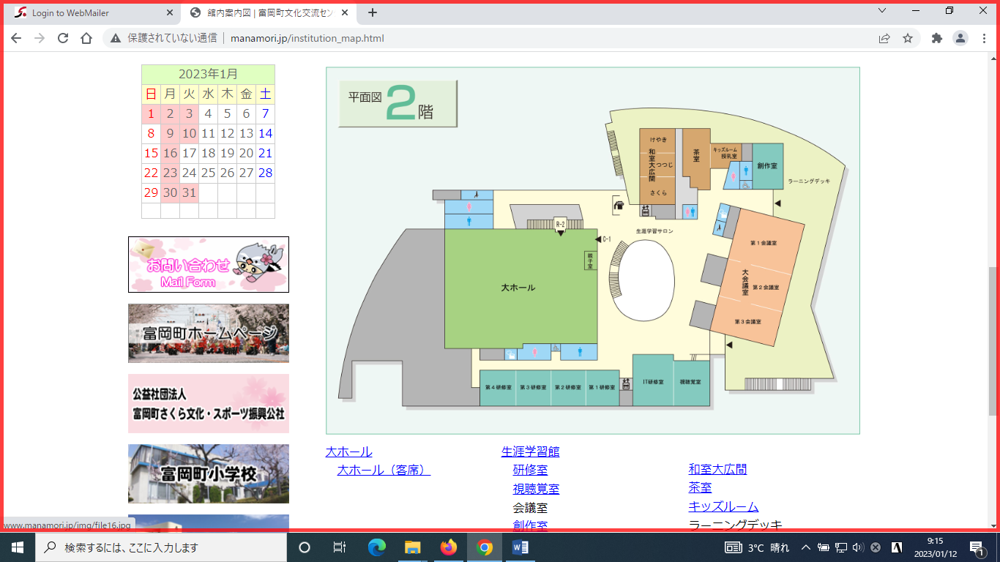 Login to WebMailer
館内案内図 | 富岡町文化交流セン
保護されていない通信
manamori.jp/institution_map.html
2023年1月
日 月 火 水 木 金 土
1 2 3 4 5 6 7
8 9 10 11 12 13 14
15 16 17 18 19 20 21
22 23 24 25 26 27 28
29 30 31
お問い合わせ
Mail Form
富岡町ホームページ
公益社団法人
富岡町さくら文化・スポーツ振興公社
富岡町小学校
平面図 2階
けやき
和室大広間
つつじ
さくら
茶室
キッズルーム
授乳室
創作室
ラーニングデッキ
生涯学習サロン
R-2
C-1
親子室
大ホール
第1会議室
大会議室
第2会議室
第3会議室
第4研修室
第3研修室
第2研修室
第1研修室
IT研修室
視聴覚室
大ホール
大ホール（客席）
生涯学習館
研修室
視聴覚室
会議室
創作室
和室大広間
茶室
キッズルーム
ラーニングデッキ
www.manamori.jp/img/file16.jpg
検索するには、ここに入力します
3°C 晴れ
A
9:15
2023/01/12
1